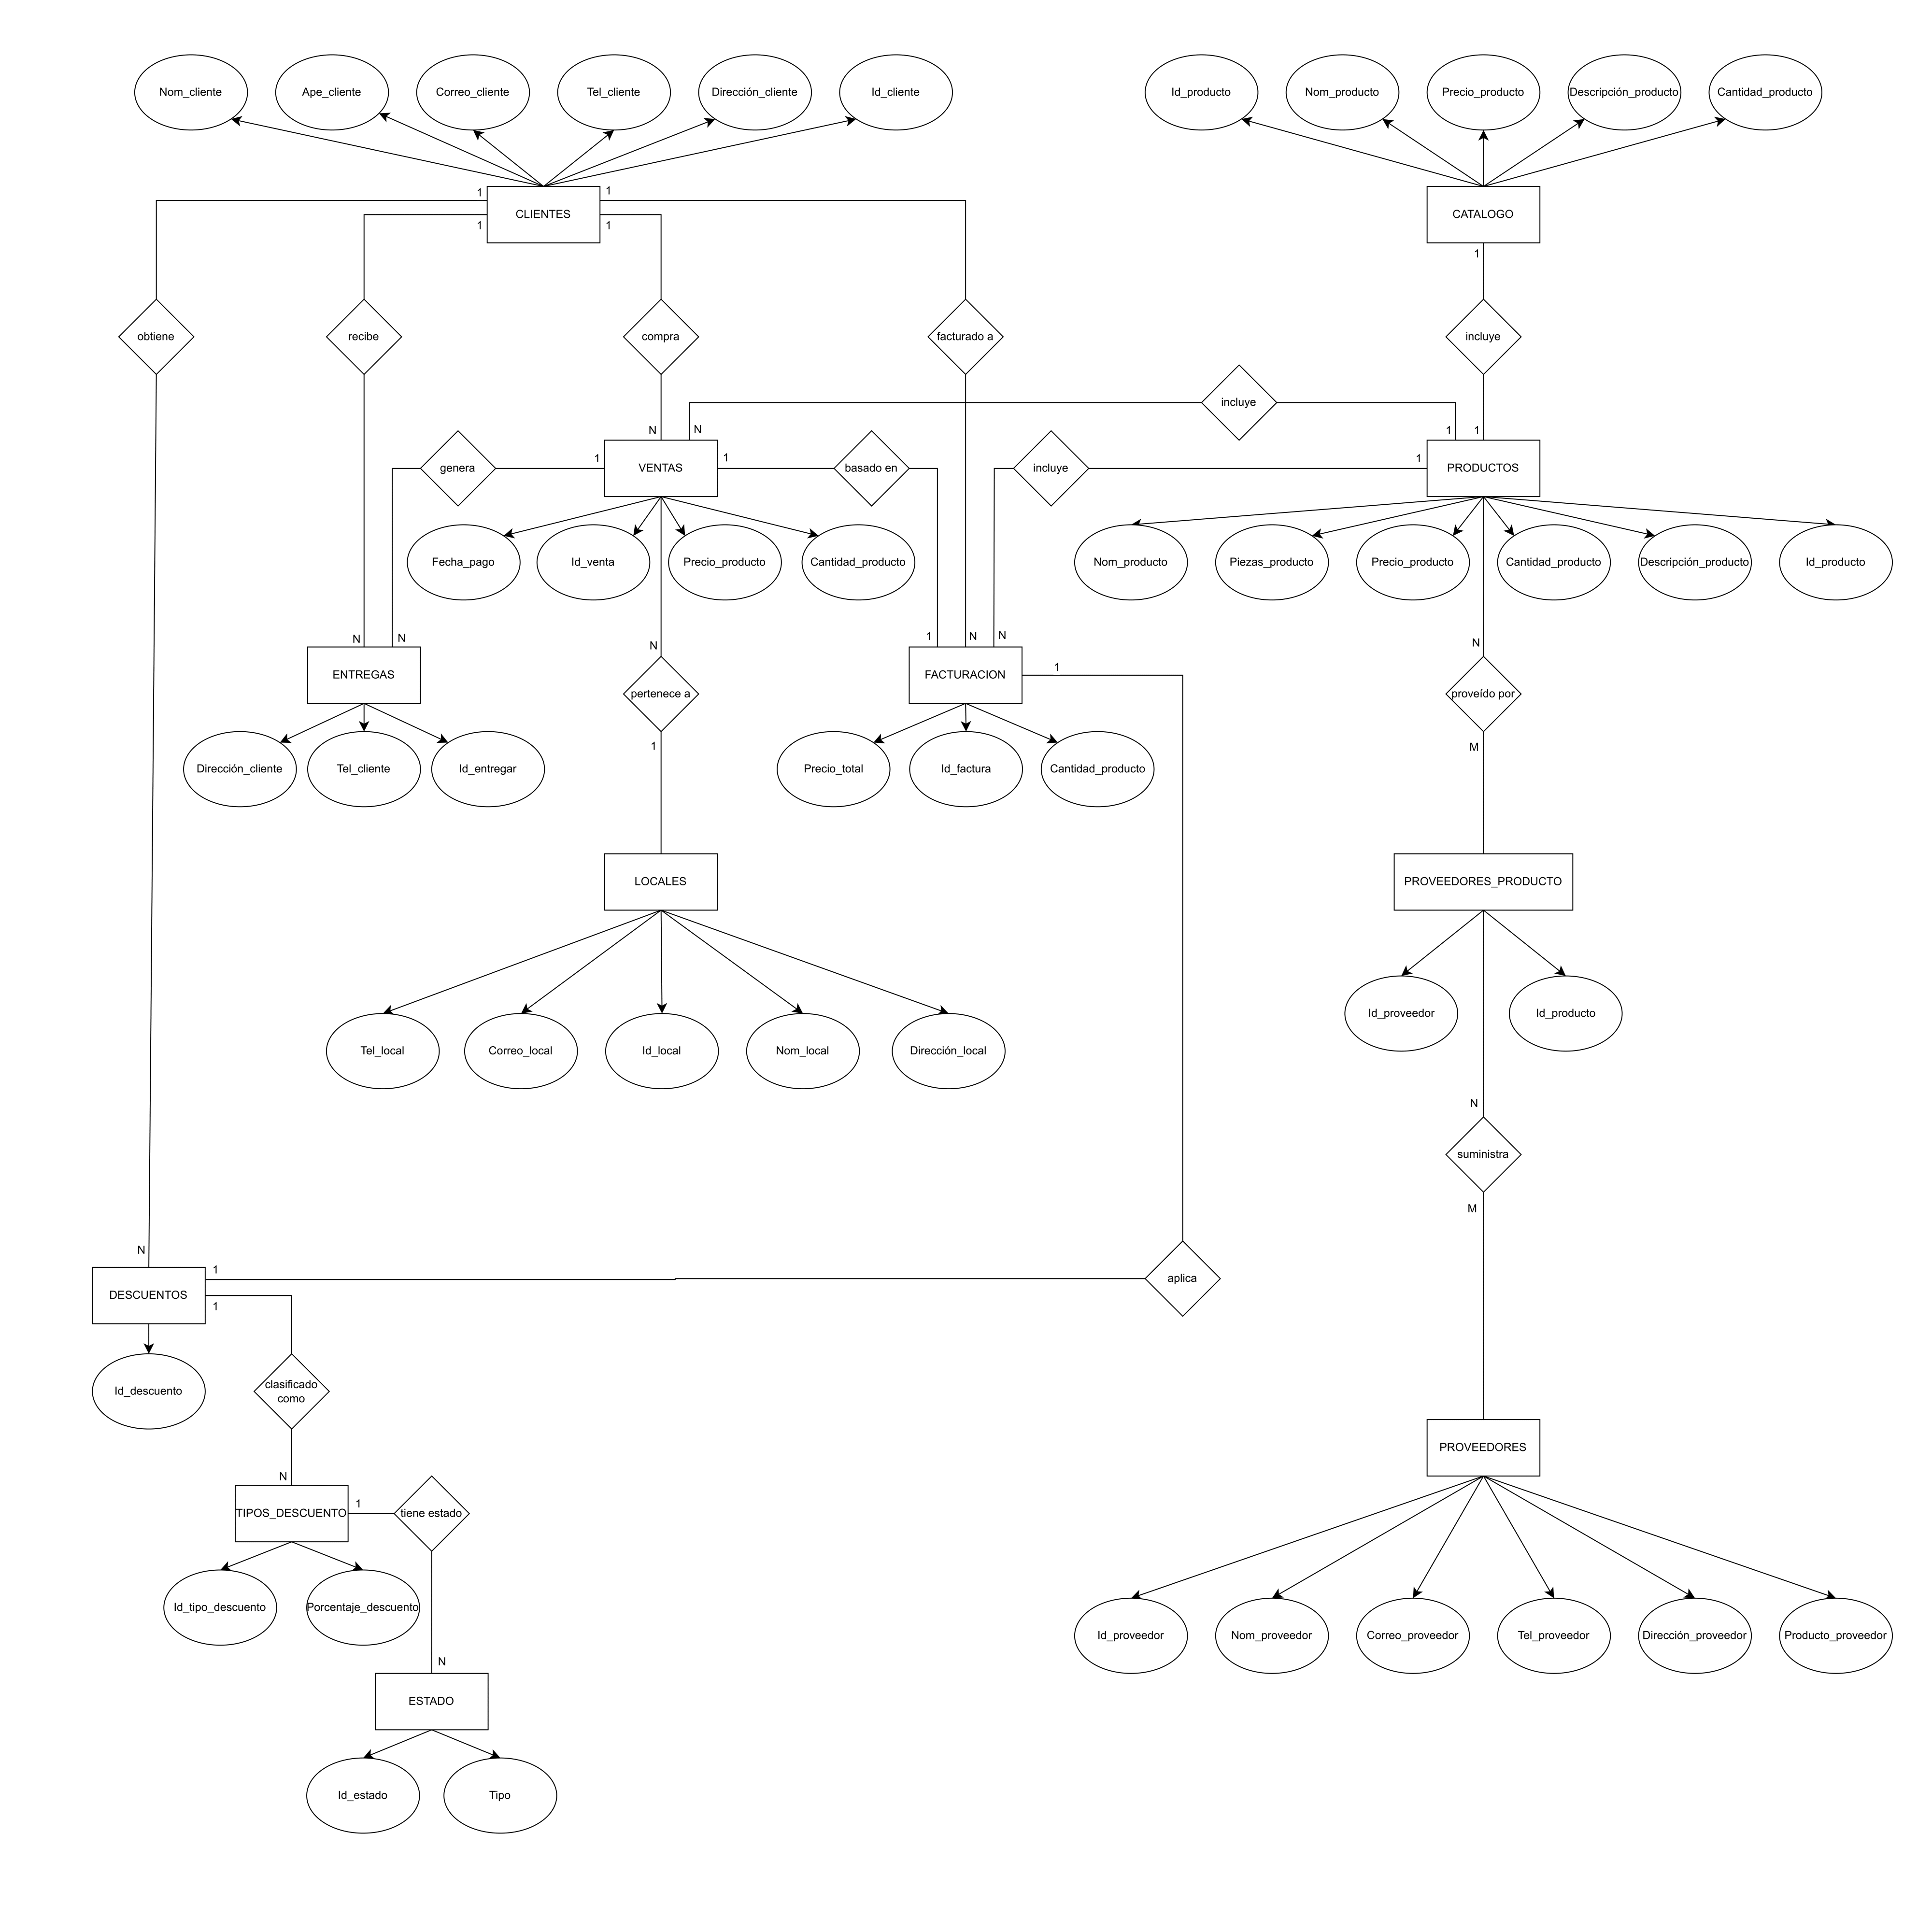 Nom_cliente
Ape_cliente
Correo_cliente
Tel_cliente
Dirección_cliente
Id_cliente
Id_producto
Nom_producto
Precio_producto
Descripción_producto
Cantidad_producto
1
1
CLIENTES
1
1
CATALOGO
1
obtiene
recibe
compra
facturado a
incluye
incluye
N
N
1
1
genera
1
VENTAS
1
basado en
incluye
1
PRODUCTOS
Fecha_pago
Id_venta
Precio_producto
Cantidad_producto
Nom_producto
Piezas_producto
Precio_producto
Cantidad_producto
Descripción_producto
Id_producto
N
N
N
1
N
N
N
ENTREGAS
pertenece a
FACTURACION
1
proveído por
1
M
Dirección_cliente
Tel_cliente
Id_entregar
Precio_total
Id_factura
Cantidad_producto
LOCALES
PROVEEDORES_PRODUCTO
Id_proveedor
Id_producto
Tel_local
Correo_local
Id_local
Nom_local
Dirección_local
N
suministra
M
N
1
DESCUENTOS
1
aplica
Id_descuento
clasificado
como
PROVEEDORES
N
TIPOS_DESCUENTO
1
tiene estado
Id_tipo_descuento
Porcentaje_descuento
Id_proveedor
Nom_proveedor
Correo_proveedor
Tel_proveedor
Dirección_proveedor
Producto_proveedor
N
ESTADO
Id_estado
Tipo